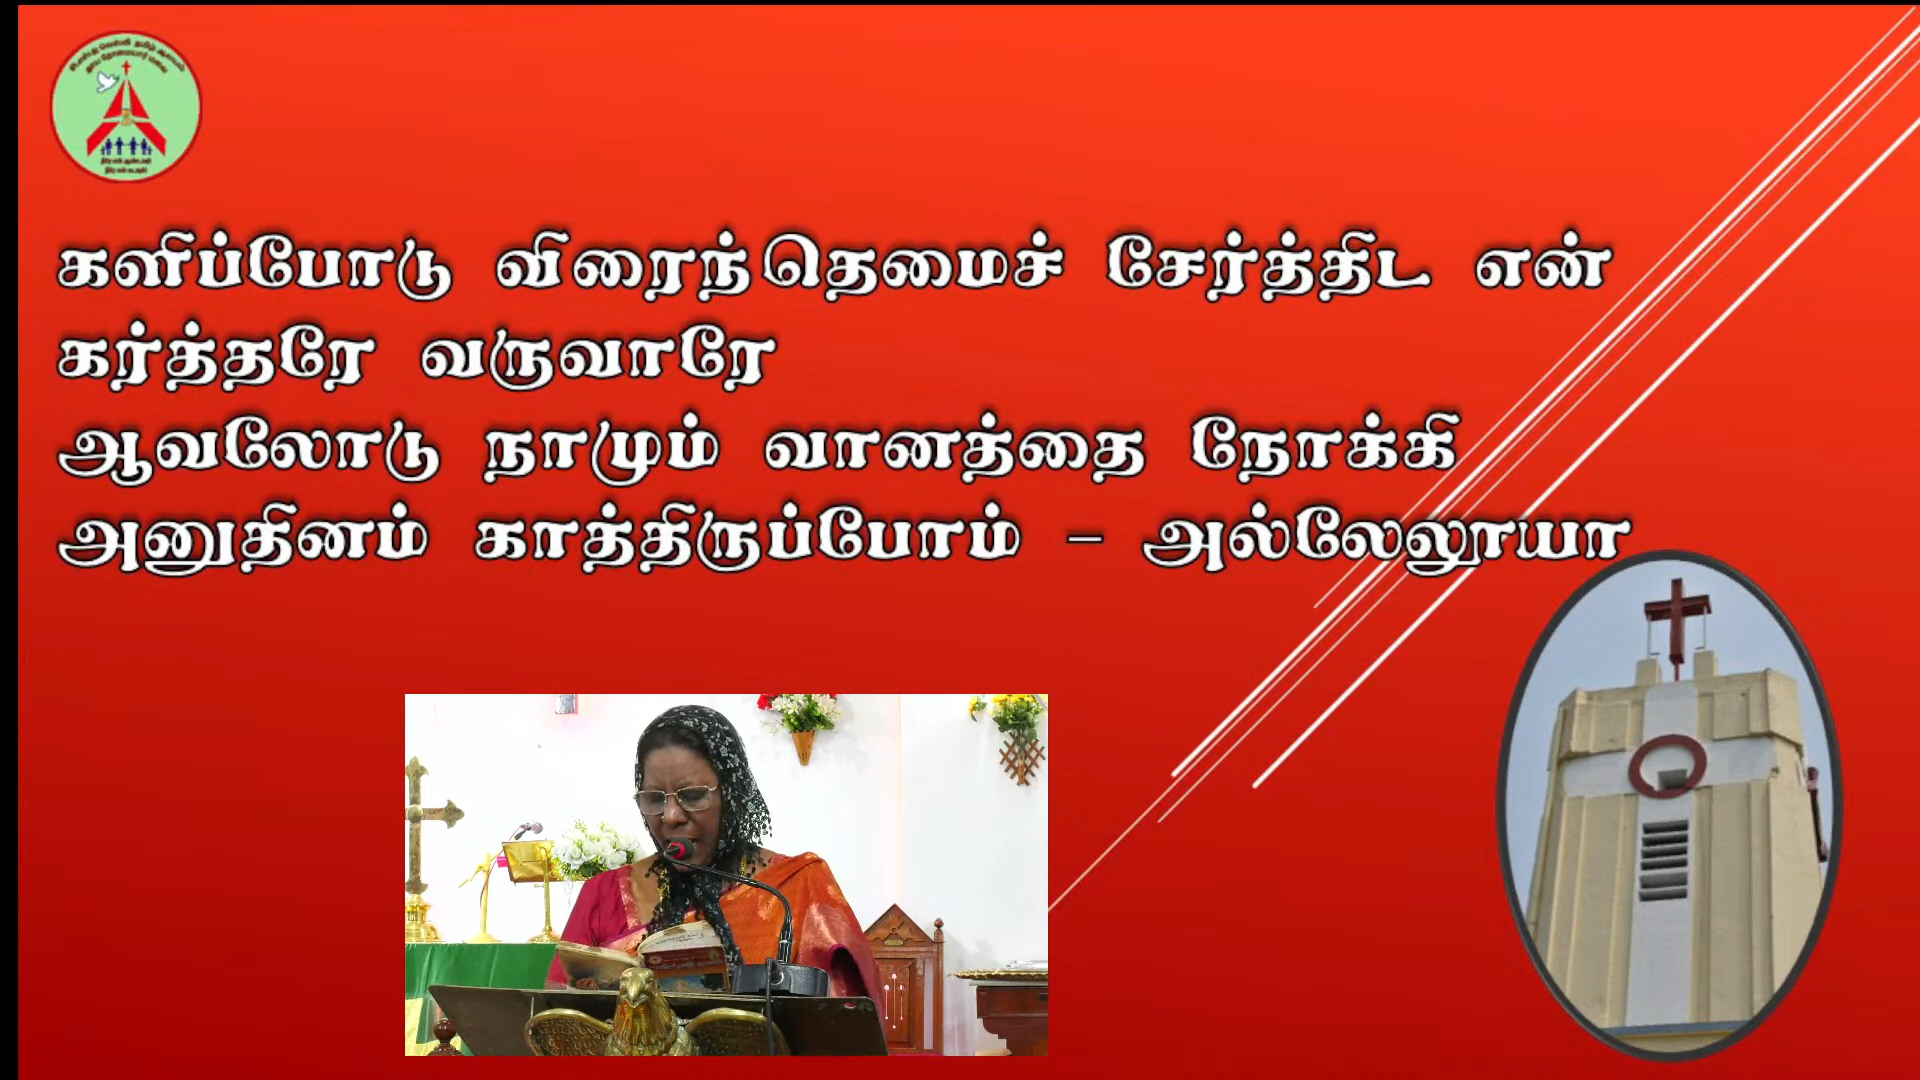 களிப்போடு விரைந்தெமைச் சேர்த்திட என்
கர்த்தரே வருவாரே
ஆவலோடு நாமும் வானத்தை நோக்கி
அனுதினம் காத்திருப்போம் – அல்லேலூயா